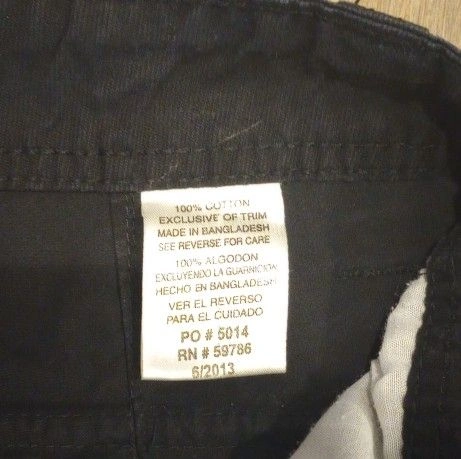 100% COTTON
EXCLUSIVE OF TRIM
MADE IN BANGLADESH
SEE REVERSE FOR CARE
100% ALGODON
EXCLUYENDO LA GUARNICION
HECHO EN BANGLADESH
VER EL REVERSO
PARA EL CUIDADO
PO # 5014
RN # 59786
6/2013